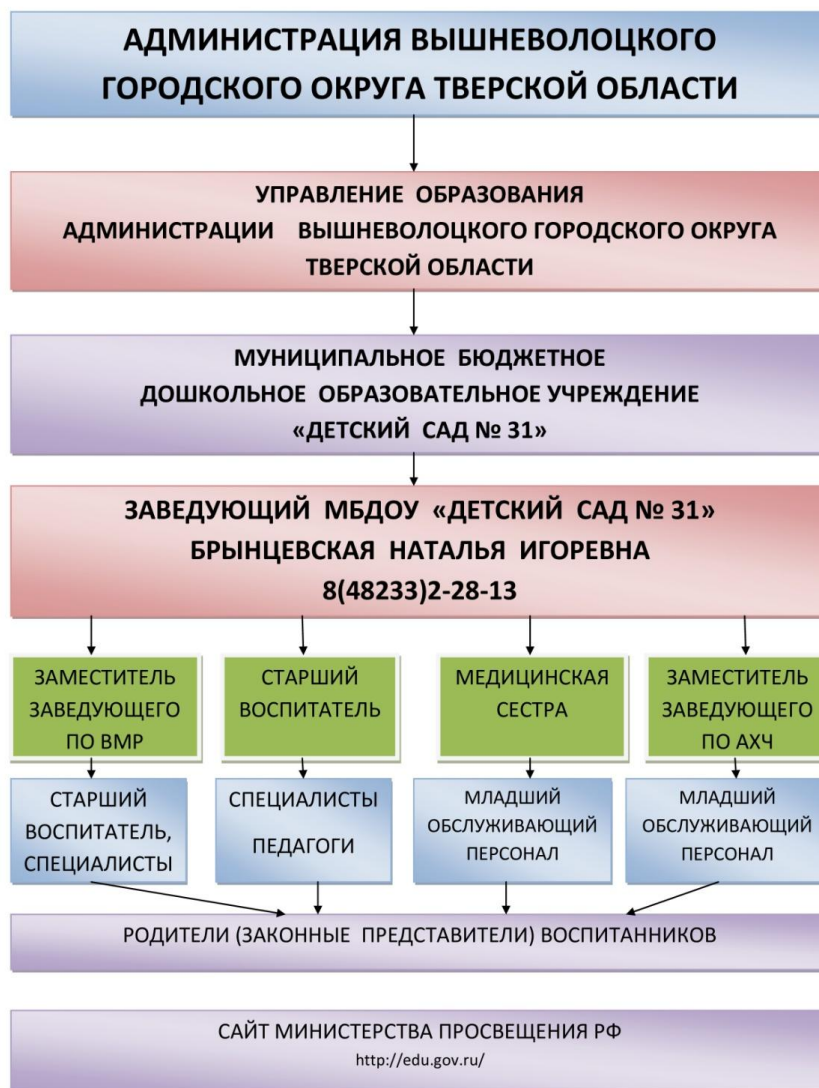 АДМИНИСТРАЦИЯ ВЫШНЕВОЛОЦКОГО
ГОРОДСКОГО ОКРУГА ТВЕРСКОЙ ОБЛАСТИ
УПРАВЛЕНИЕ ОБРАЗОВАНИЯ
АДМИНИСТРАЦИИ ВЫШНЕВОЛОЦКОГО ГОРОДСКОГО ОКРУГА
ТВЕРСКОЙ ОБЛАСТИ
МУНИЦИПАЛЬНОЕ БЮДЖЕТНОЕ
ДОШКОЛЬНОЕ ОБРАЗОВАТЕЛЬНОЕ УЧРЕЖДЕНИЕ
«ДЕТСКИЙ САД № 31»
ЗАВЕДУЮЩИЙ МБДОУ «ДЕТСКИЙ САД № 31»
БРЫНЦЕВСКАЯ НАТАЛЬЯ ИГОРЕВНА
8(48233)2-28-13
ЗАМЕСТИТЕЛЬ
ЗАВЕДУЮЩЕГО
ПО ВМР
СТАРШИЙ
ВОСПИТАТЕЛЬ
МЕДИЦИНСКАЯ
СЕСТРА
ЗАМЕСТИТЕЛЬ
ЗАВЕДУЮЩЕГО
ПО АХЧ
СТАРШИЙ
ВОСПИТАТЕЛЬ,
СПЕЦИАЛИСТЫ
СПЕЦИАЛИСТЫ
ПЕДАГОГИ
МЛАДШИЙ
ОБСЛУЖИВАЮЩИЙ
ПЕРСОНАЛ
МЛАДШИЙ
ОБСЛУЖИВАЮЩИЙ
ПЕРСОНАЛ
РОДИТЕЛИ (ЗАКОННЫЕ ПРЕДСТАВИТЕЛИ) ВОСПИТАННИКОВ
САЙТ МИНИСТЕРСТВА ПРОСВЕЩЕНИЯ РФ
http://edu.gov.ru/